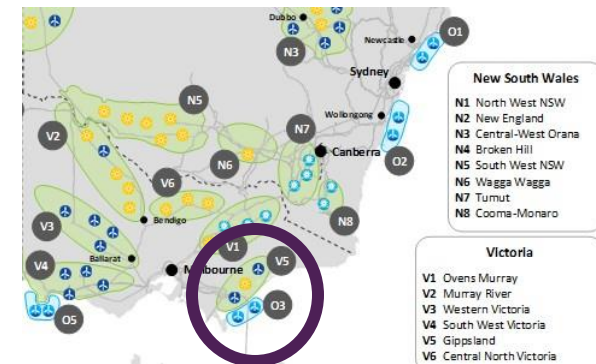 Dubbo
N3
Newcastle
O1
Sydney
N5
Wollongong
V2
N7
Canberra
O2
N6
V6
Bendigo
N8
V3
V1
Ballarat
Melbourne
V5
V4
O3
O5
New South Wales
N1 North West NSW
N2 New England
N3 Central-West Orana
N4 Broken Hill
N5 South West NSW
N6 Wagga Wagga
N7 Tumut
N8 Cooma-Monaro
Victoria
V1 Ovens Murray
V2 Murray River
V3 Western Victoria
V4 South West Victoria
V5 Gippsland
V6 Central North Victoria